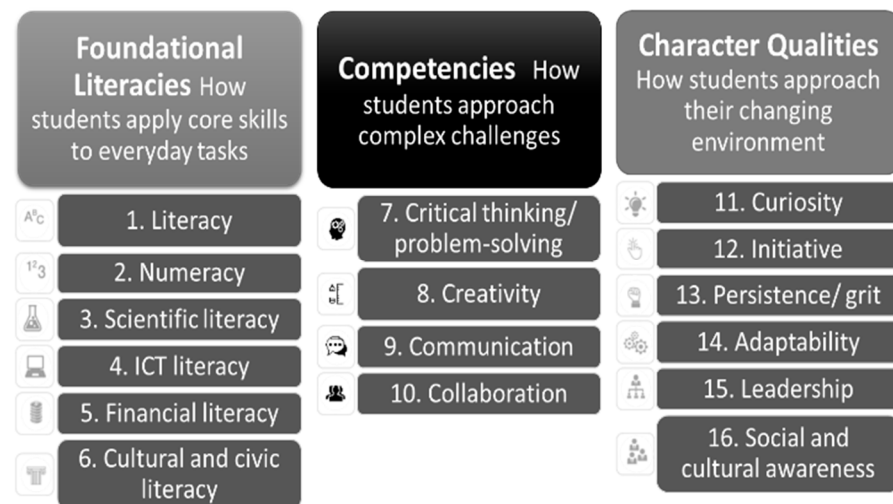 Foundational
Literacies How
students apply core skills
to everyday tasks
ABC
1. Literacy
123
2. Numeracy
3. Scientific literacy
4. ICT literacy
5. Financial literacy
6. Cultural and civic
literacy
Competencies How
students approach
complex challenges
7. Critical thinking/
problem-solving
8. Creativity
9. Communication
10. Collaboration
Character Qualities
How students approach
their changing
environment
11. Curiosity
12. Initiative
13. Persistence/ grit
14. Adaptability
15. Leadership
16. Social and
cultural awareness